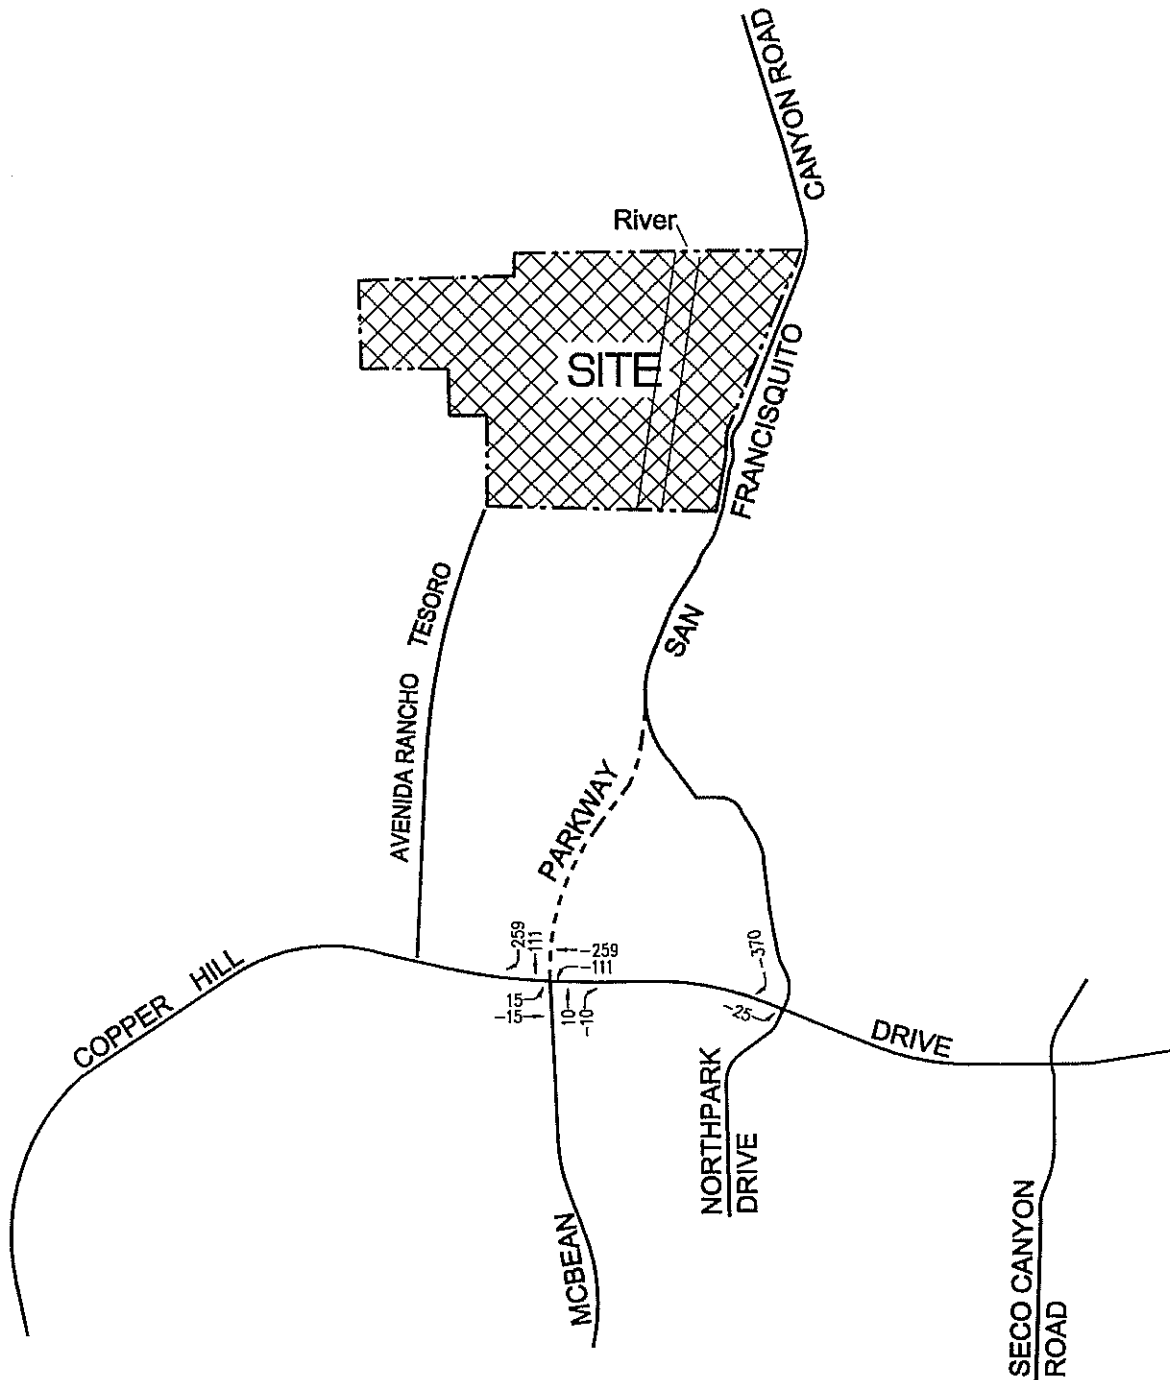 CANYON ROAD
River
SITE
FRANCISQUITO
SAN
AVENIDA RANCHO TESORO
PARKWAY
COPPER HILL
259
111
-259
-111
15
-15
10
-10
-370
-25
DRIVE
NORTHPARK
DRIVE
MCBEAN
SECO CANYON
ROAD